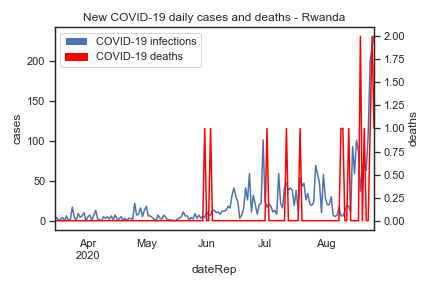 New COVID-19 daily cases and deaths - Rwanda
COVID-19 infections
COVID-19 deaths
cases
200
150
100
50
0
deaths
2.00
1.75
1.50
1.25
1.00
0.75
0.50
0.25
0.00
Apr
2020
May
Jun
Jul
Aug
dateRep